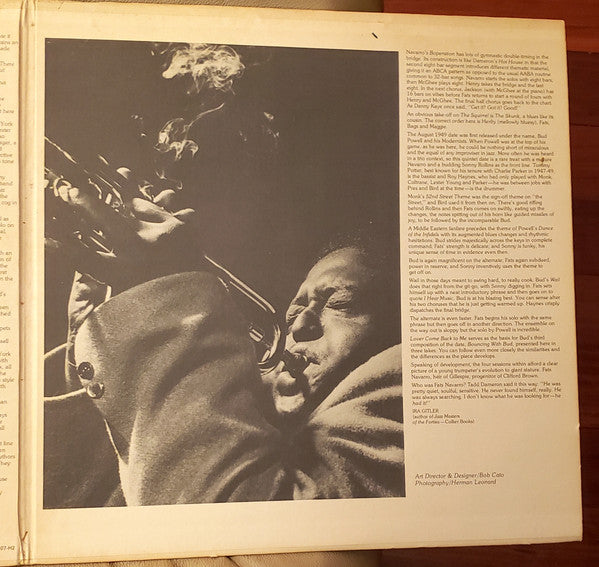 Navarro's Bopersition has lots of gymnastic double-timing in the
bridge. Its construction is like Dameron's Hot House in that the
second eight-bar segment introduces different thematic material,
giving it an ABCA pattern as opposed to the usual AABA routine
common to 32-bar songs. Navarro starts the solos with eight bars,
then McGhee plays eight. Henry takes the bridge and the last
eight. In the next chorus, Jackson (with McGhee at the piano) has
16 bars on vibes before Fats returns to start a round of fours with
Henry and McGhee. The final half chorus goes back to the chart.
As Danny Kaye once said, "Get it? Got it! Good!"
An obvious take off on The Squirrel is The Skunk, a blues like its
cousin. The correct order here is Henry (mellowly bluesy), Fats,
Bags and Maggie.
The August 1949 date was first released under the name, Bud
Powell and his Modernists. When Powell was at the top of his
game, as he was here, he could be nothing short of miraculous
and the equal of any improviser in jazz. More often he was heard
in a trio context, so this quintet date is a rare treat with a mature
Navarro and a budding Sonny Rollins as the front line. Tommy
Potter, best known for his tenure with Charlie Parker in 1947-49,
is the bassist and Roy Haynes, who had only played with Monk,
Coltrane, Lester Young and Parker—he was between jobs with
Pres and Bird at the time—is the drummer.
Monk's 52nd Street Theme was the sign-off theme on "the
Street," and Bird used it from then on. There's good riffing
behind Rollins and then Fats comes on swiftly, eating up the
changes, the notes spitting out of his horn like guided missiles of
joy, to be followed by the incomparable Bud.
A Middle Eastern fanfare precedes the theme of Powell's Dance
of the Infidels with its augmented blues changes and rhythmic
hesitations. Bud strides majestically across the keys in complete
command; Fats' strength is delicate; and Sonny is funky, his
unique sense of time in evidence even then.
Bud is again magnificent on the alternate, Fats again subdued,
power in reserve, and Sonny inventively uses the theme to
get off on.
Wail in those days meant to swing hard, to really cook. Bud's Wail
does that right from the git-go, with Sonny digging in. Fats sets
himself up with a neat introductory phrase and then goes on to
quote I Hear Music. Bud is at his blazing best. You can sense after
his two choruses that he is just getting warmed up. Haynes crisply
dispatches the final bridge.
The alternate is even faster. Fats begins his solo with the same
phrase but then goes off in another direction. The ensemble on
the way out is sloppy but the solo by Powell is incredible.
Lover Come Back to Me serves as the basis for Bud's third
composition of the date, Bouncing With Bud, presented here in
three takes. You can follow even more closely the similarities and
the differences as the piece develops.
Speaking of development, the four sessions within afford a clear
picture of a young trumpeter's evolution to giant stature. Fats
Navarro, heir of Gillespie; progenitor of Clifford Brown.
Who was Fats Navarro? Tadd Dameron said it this way: "He was
pretty quiet, soulful, sensitive. He never found himself, really. He
was always searching. I don't know what he was looking for—he
had it!"
IRA GITLER
(author of Jazz Masters
of the Forties—Collier Books)
Art Director & Designer/Bob Cato
Photography/Herman Leonard